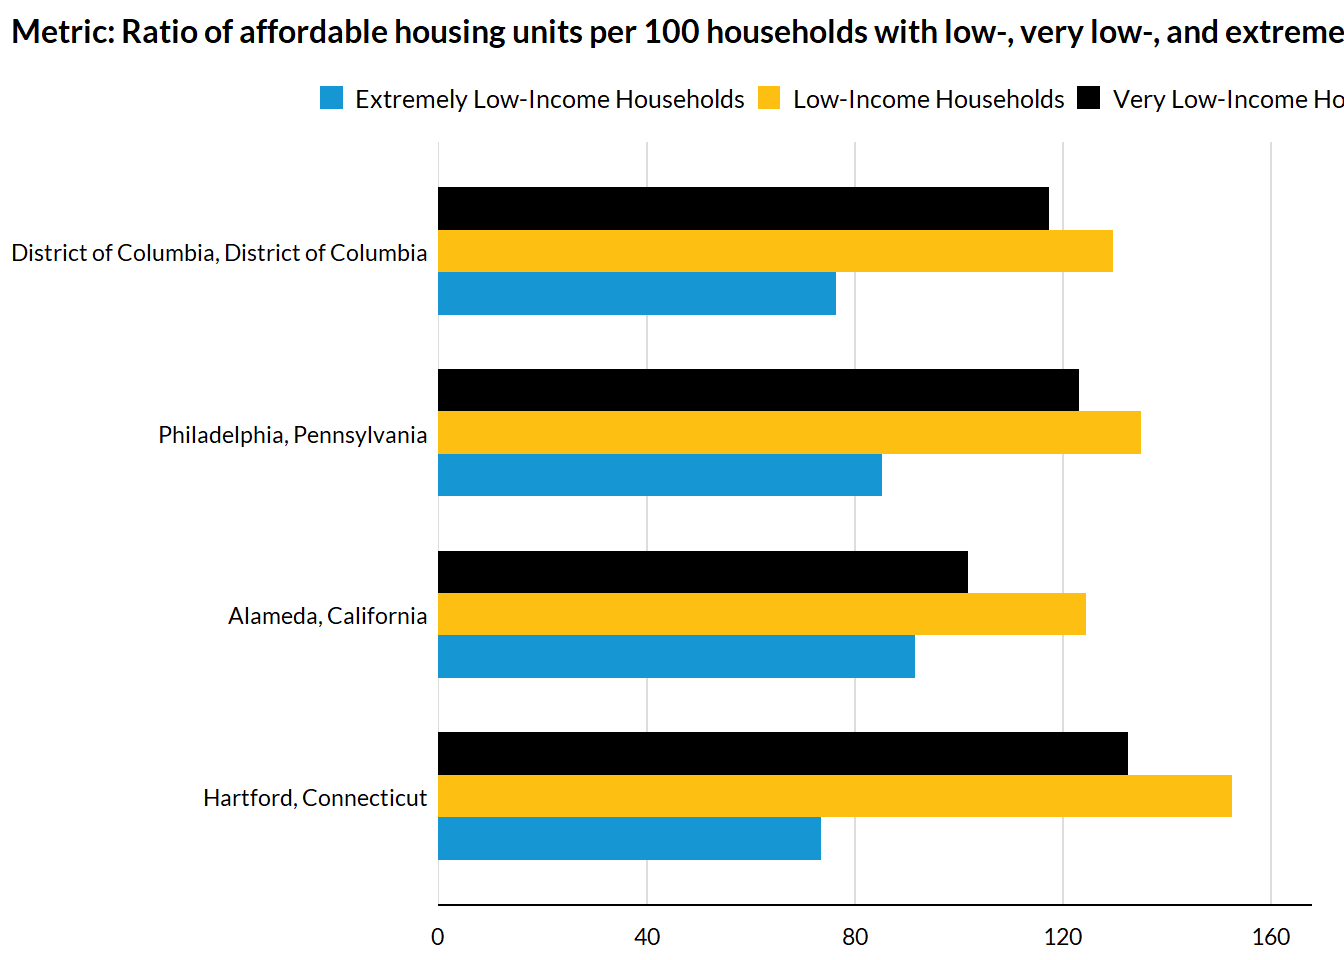 Metric: Ratio of affordable housing units per 100 households with low-, very low-, and extreme
Extremely Low-Income Households Low-Income Households Very Low-Income Ho
District of Columbia, District of Columbia
Philadelphia, Pennsylvania
Alameda, California
Hartford, Connecticut
0 40 80 120 160